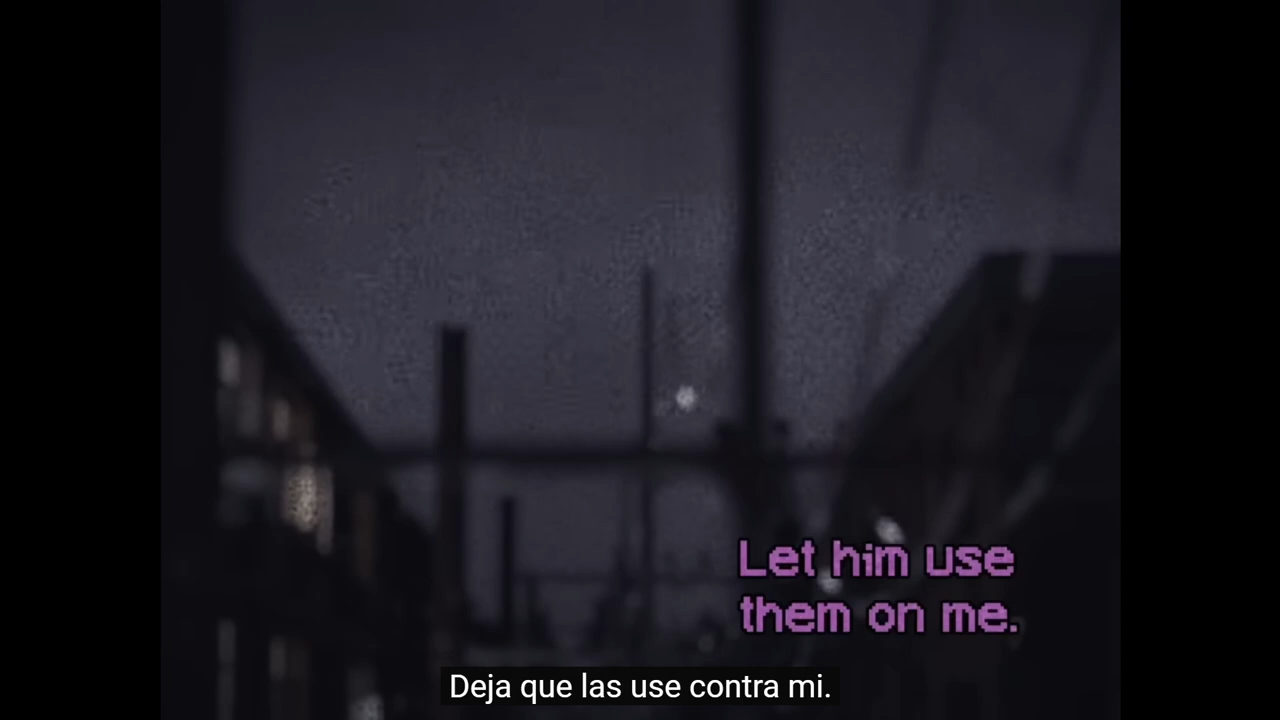 Let him use
them on me.
Deja que las use contra mi.